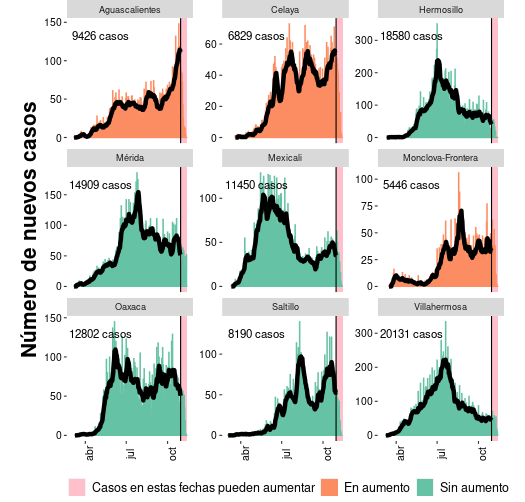 Número de nuevos casos
Aguascalientes
Celaya
Hermosillo
150
100
50
0
9426 casos
60
40
20
0
6829 casos
300
200
100
0
18580 casos
Mérida
Mexicali
Monclova-Frontera
150
100
50
0
14909 casos
100
50
0
11450 casos
100
75
50
25
0
5446 casos
Oaxaca
Saltillo
Villahermosa
150
100
50
0
12802 casos
100
50
0
8190 casos
300
200
100
0
20131 casos
abr jul oct
abr jul oct
abr jul oct
Casos en estas fechas pueden aumentar En aumento Sin aumento